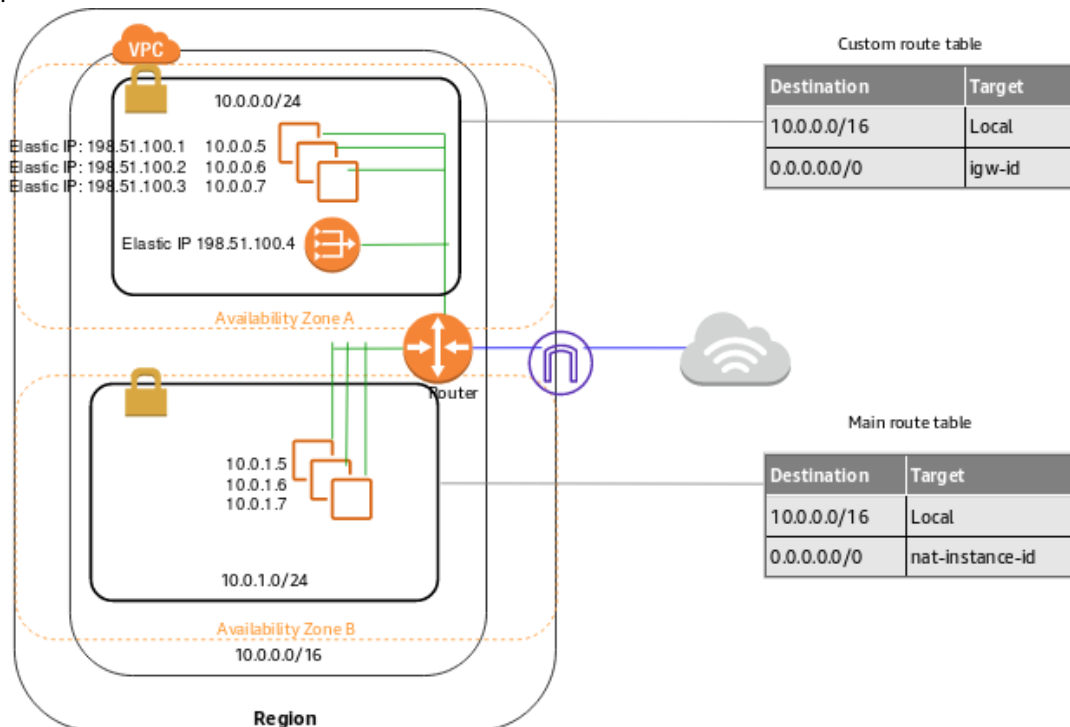 VPC
10.0.0.0/24
Elastic IP: 198.51.100.1 10.0.0.5
Elastic IP: 198.51.100.2 10.0.0.6
Elastic IP: 198.51.100.3 10.0.0.7
Elastic IP 198.51.100.4
Availability Zone A
Router
10.0.1.5
10.0.1.6
10.0.1.7
10.0.1.0/24
Availability Zone B
10.0.0.0/16
Region
Custom route table
Destination Target
10.0.0.0/16 Local
0.0.0.0.0/0 igw-id
Main route table
Destination Target
10.0.0.0/16 Local
0.0.0.0.0/0 nat-instance-id